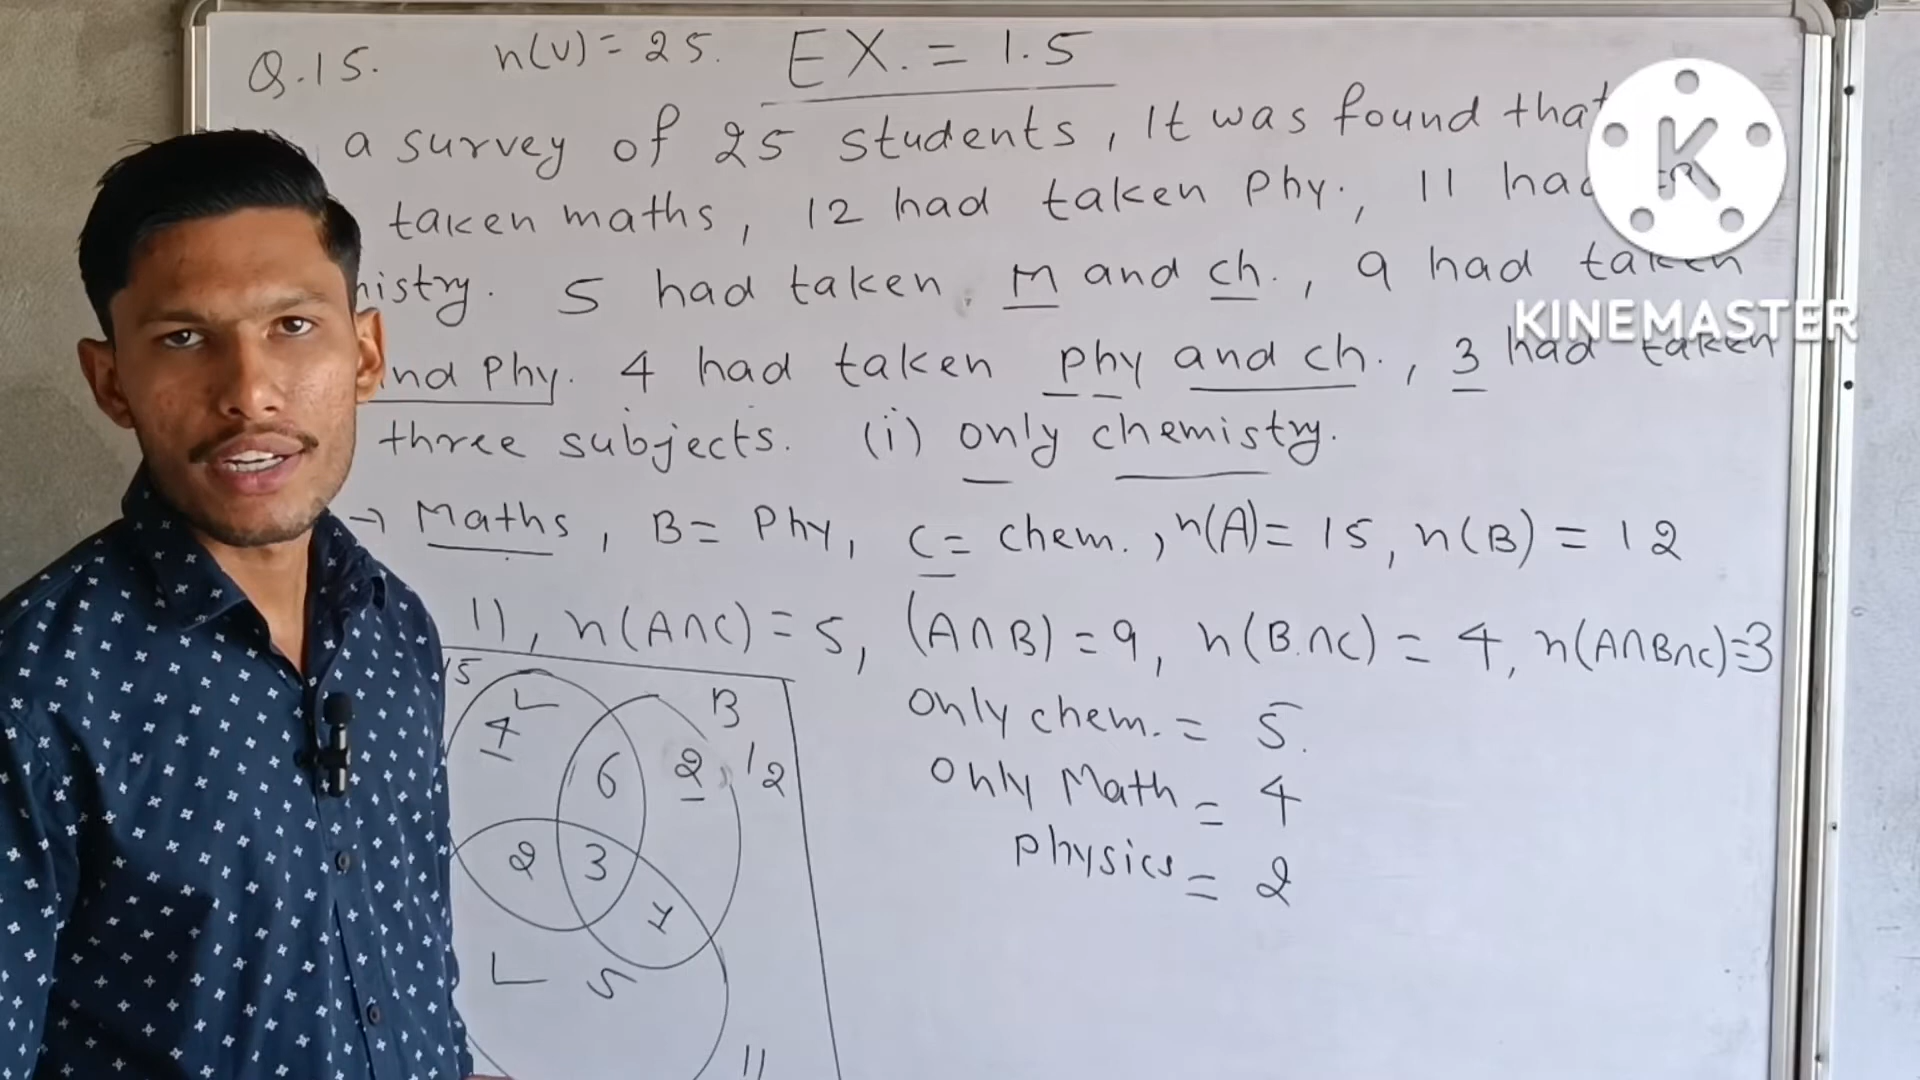 Q.15. n(U) = 25. EX. = 1.5
a survey of 25 students, It was found that
taken maths, 12 had taken Phy., 11 had
istry. 5 had taken M and Ch., 9 had taken
and Phy. 4 had taken Phy and Ch., 3 had taken
three subjects. (i) only chemistry.
→ Maths, B = Phy, C = Chem., n(A) = 15, n(B) = 12
11, n(A∩C) = 5, (A∩B) = 9, n(B∩C) = 4, n(A∩B∩C) = 3
15
B
4
6
2
12
2
3
1
5
11
Only chem. = 5.
Only Math = 4
Physics = 2
K
KINEMASTER